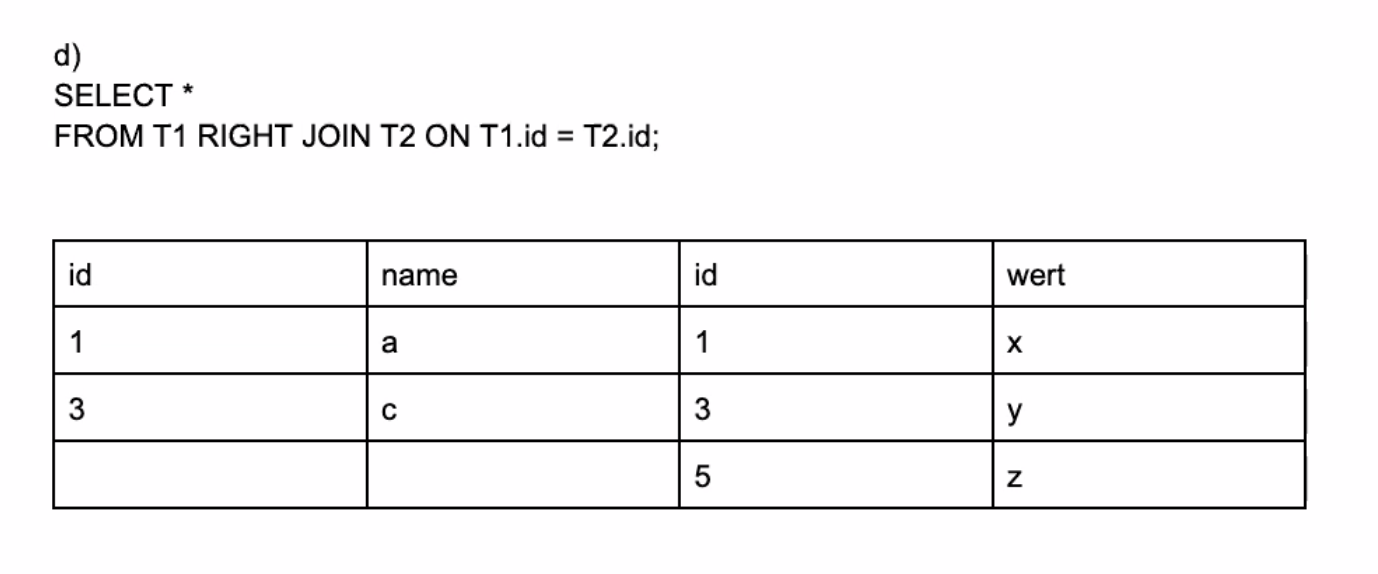 d)
SELECT *
FROM T1 RIGHT JOIN T2 ON T1.id = T2.id;
id name id wert
1 a 1 x
3 c 3 y
5 z